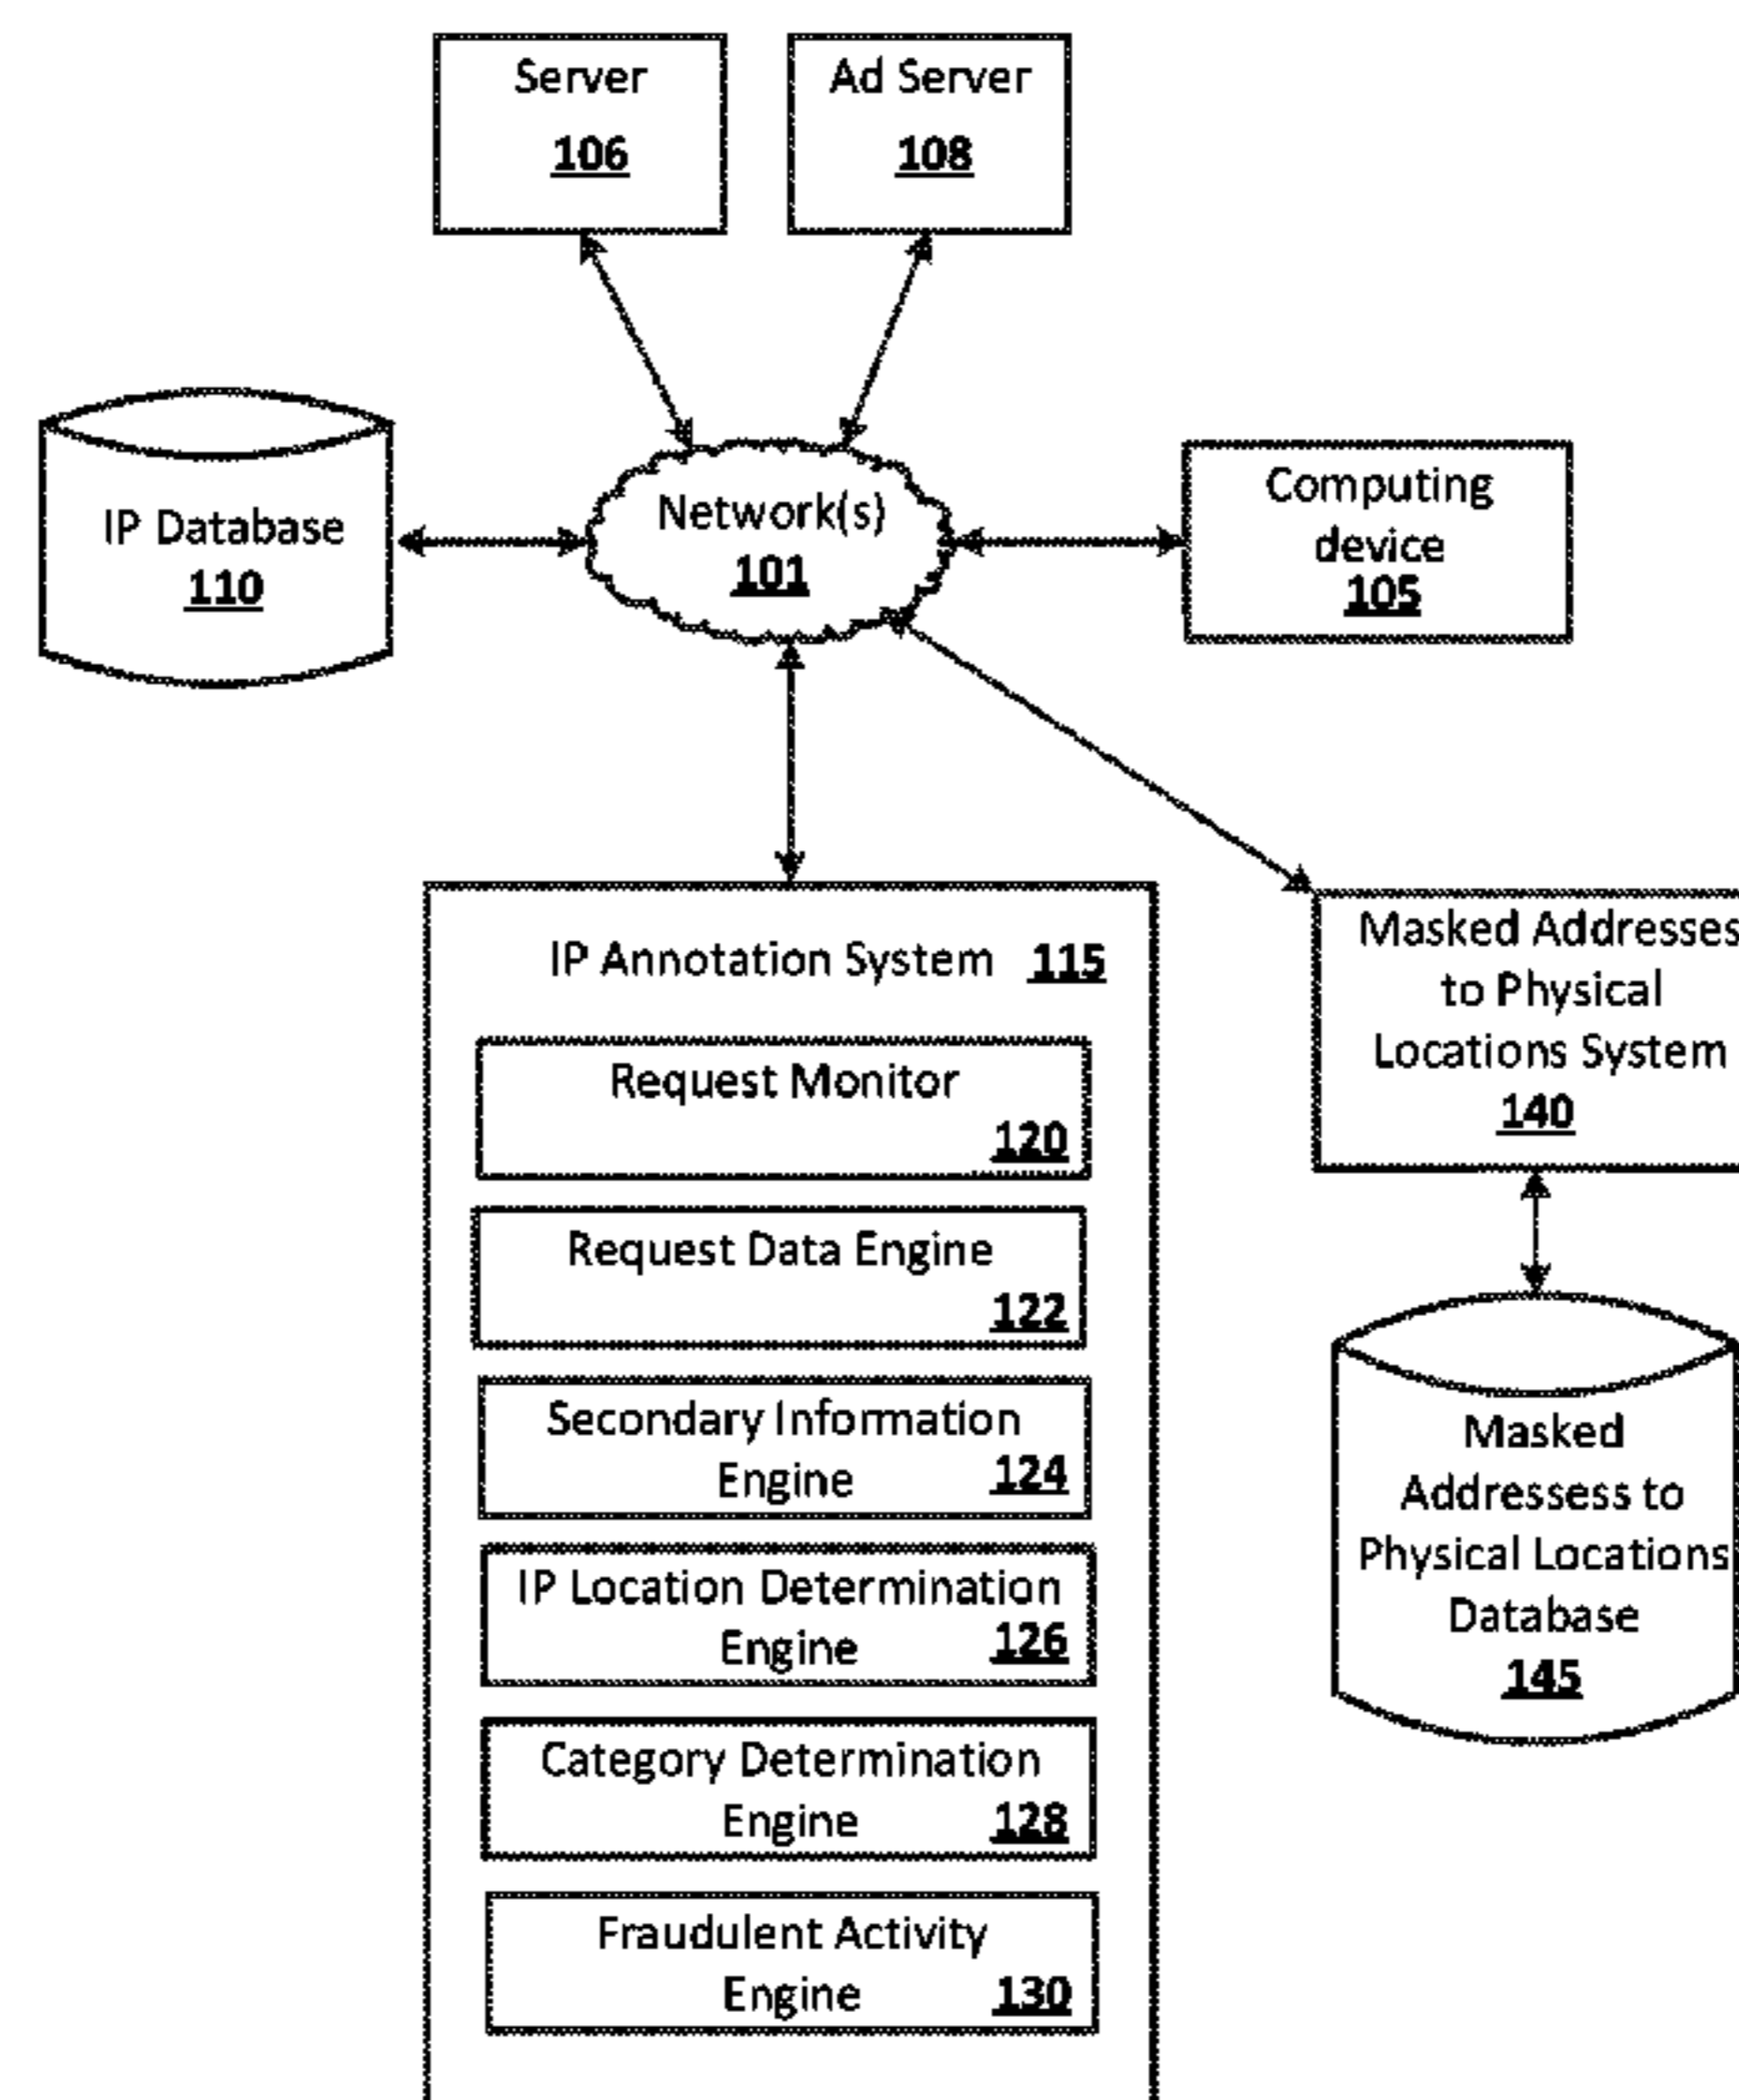 Server
106
Ad Server
108
IP Database
110
Network(s)
101
Computing
device
105
IP Annotation System 115
Request Monitor
120
Request Data Engine
122
Secondary Information
Engine 124
IP Location Determination
Engine 126
Category Determination
Engine 128
Fraudulent Activity
Engine 130
Masked Addresses
to Physical
Locations System
140
Masked
Addressess to
Physical Locations
Database
145